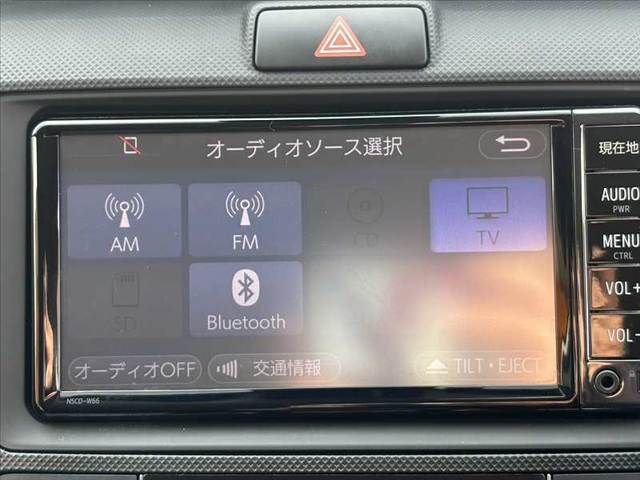 オーディオソース選択
現在地
AM
FM
CD
TV
AUDIO
PWR
MENU
CTRL
SD
Bluetooth
VOL+
VOL-
オーディオOFF
交通情報
TILT・EJECT
NSCD-W66